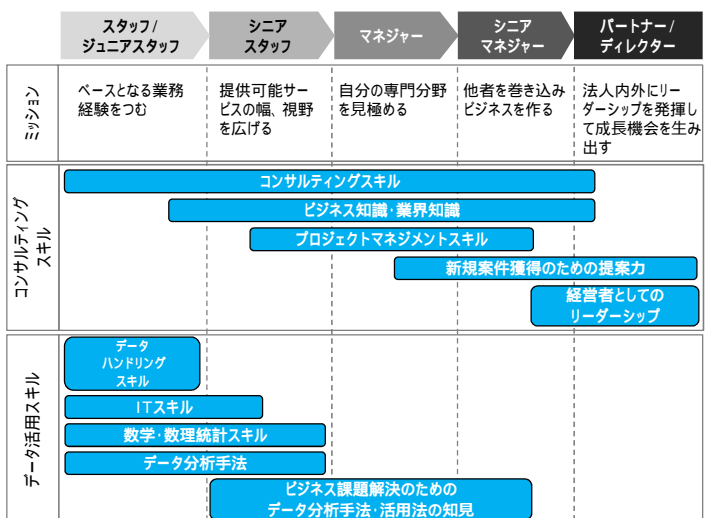 スタッフ/
ジュニアスタッフ
シニア
スタッフ
マネジャー
シニア
マネジャー
パートナー/
ディレクター
ミッション
ベースとなる業務
経験をつむ
提供可能サー
ビスの幅、視野
を広げる
自分の専門分野
を見極める
他者を巻き込み
ビジネスを作る
法人内外にリー
ダーシップを発揮し
て成長機会を生み
出す
コンサルティング
スキル
コンサルティングスキル
ビジネス知識・業界知識
プロジェクトマネジメントスキル
新規案件獲得のための提案力
経営者としての
リーダーシップ
データ活用スキル
データ
ハンドリング
スキル
ITスキル
数学・数理統計スキル
データ分析手法
ビジネス課題解決のための
データ分析手法・活用法の知見